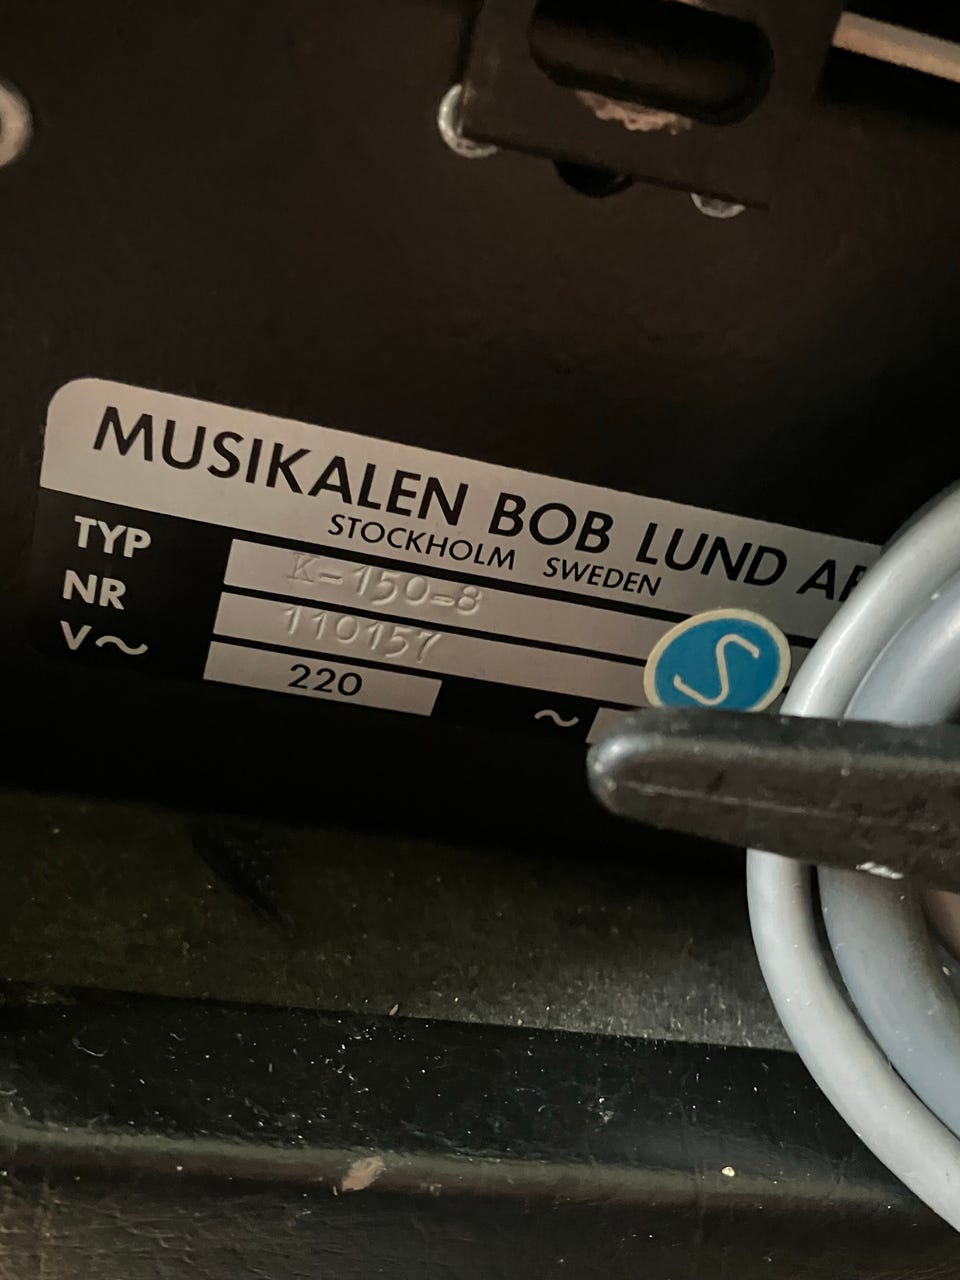 MUSIKALEN BOB LUND
STOCKHOLM SWEDEN
TYP K-150-8
NR 110157
V~ 220 ~
S